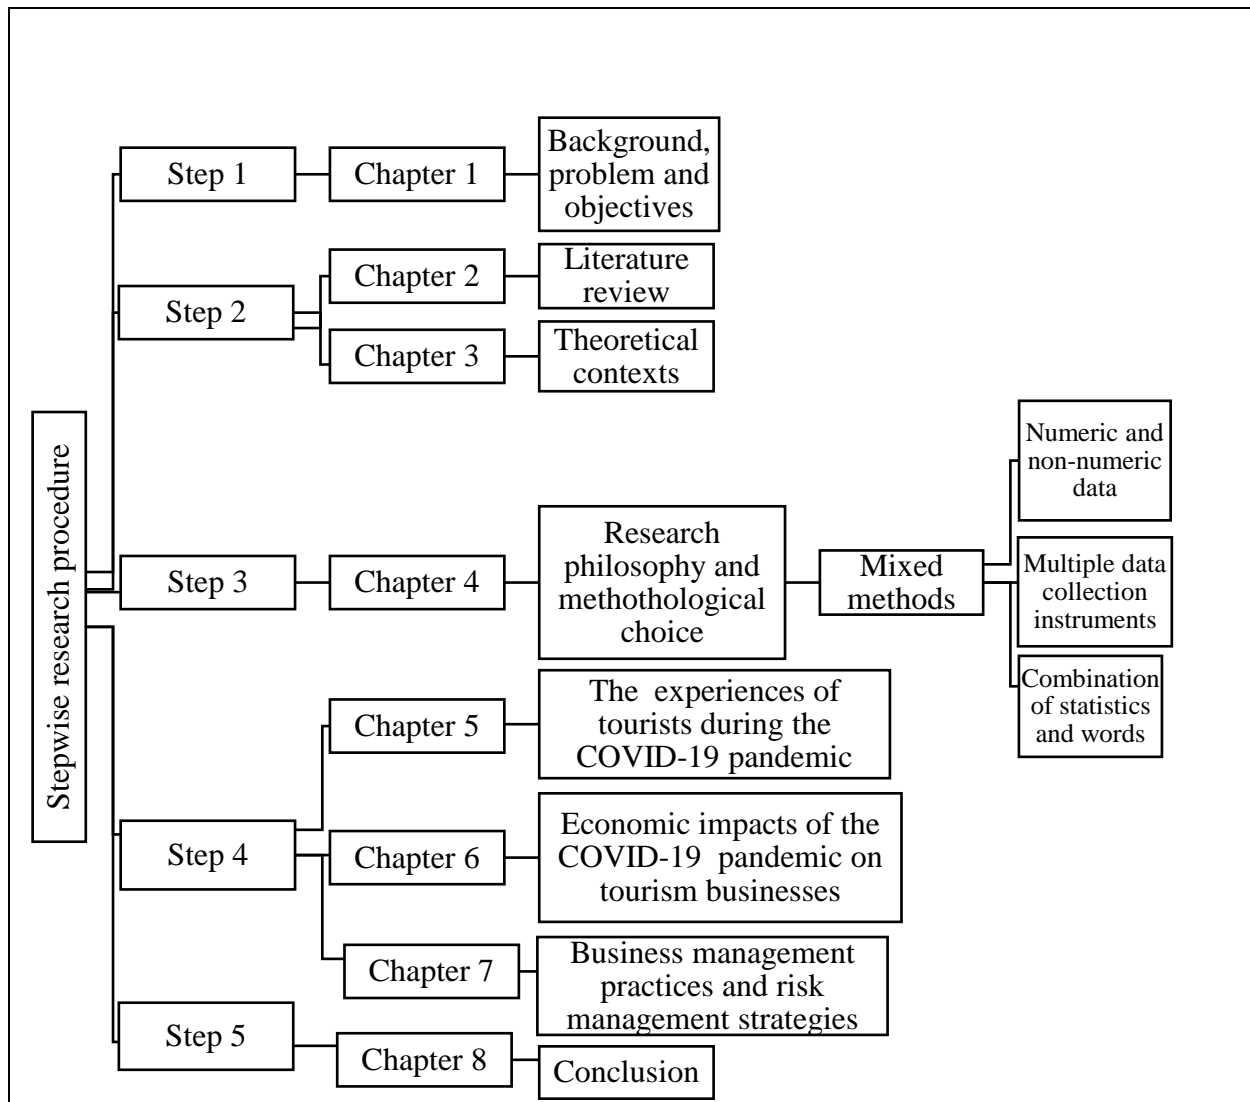 Stepwise research procedure
Step 1
Chapter 1
Background,
problem and
objectives
Step 2
Chapter 2
Literature
review
Chapter 3
Theoretical
contexts
Step 3
Chapter 4
Research
philosophy and
methothological
choice
Mixed
methods
Numeric and
non-numeric
data
Multiple data
collection
instruments
Combination
of statistics
and words
Step 4
Chapter 5
The experiences of
tourists during the
COVID-19 pandemic
Chapter 6
Economic impacts of the
COVID-19 pandemic on
tourism businesses
Chapter 7
Business management
practices and risk
management strategies
Step 5
Chapter 8
Conclusion